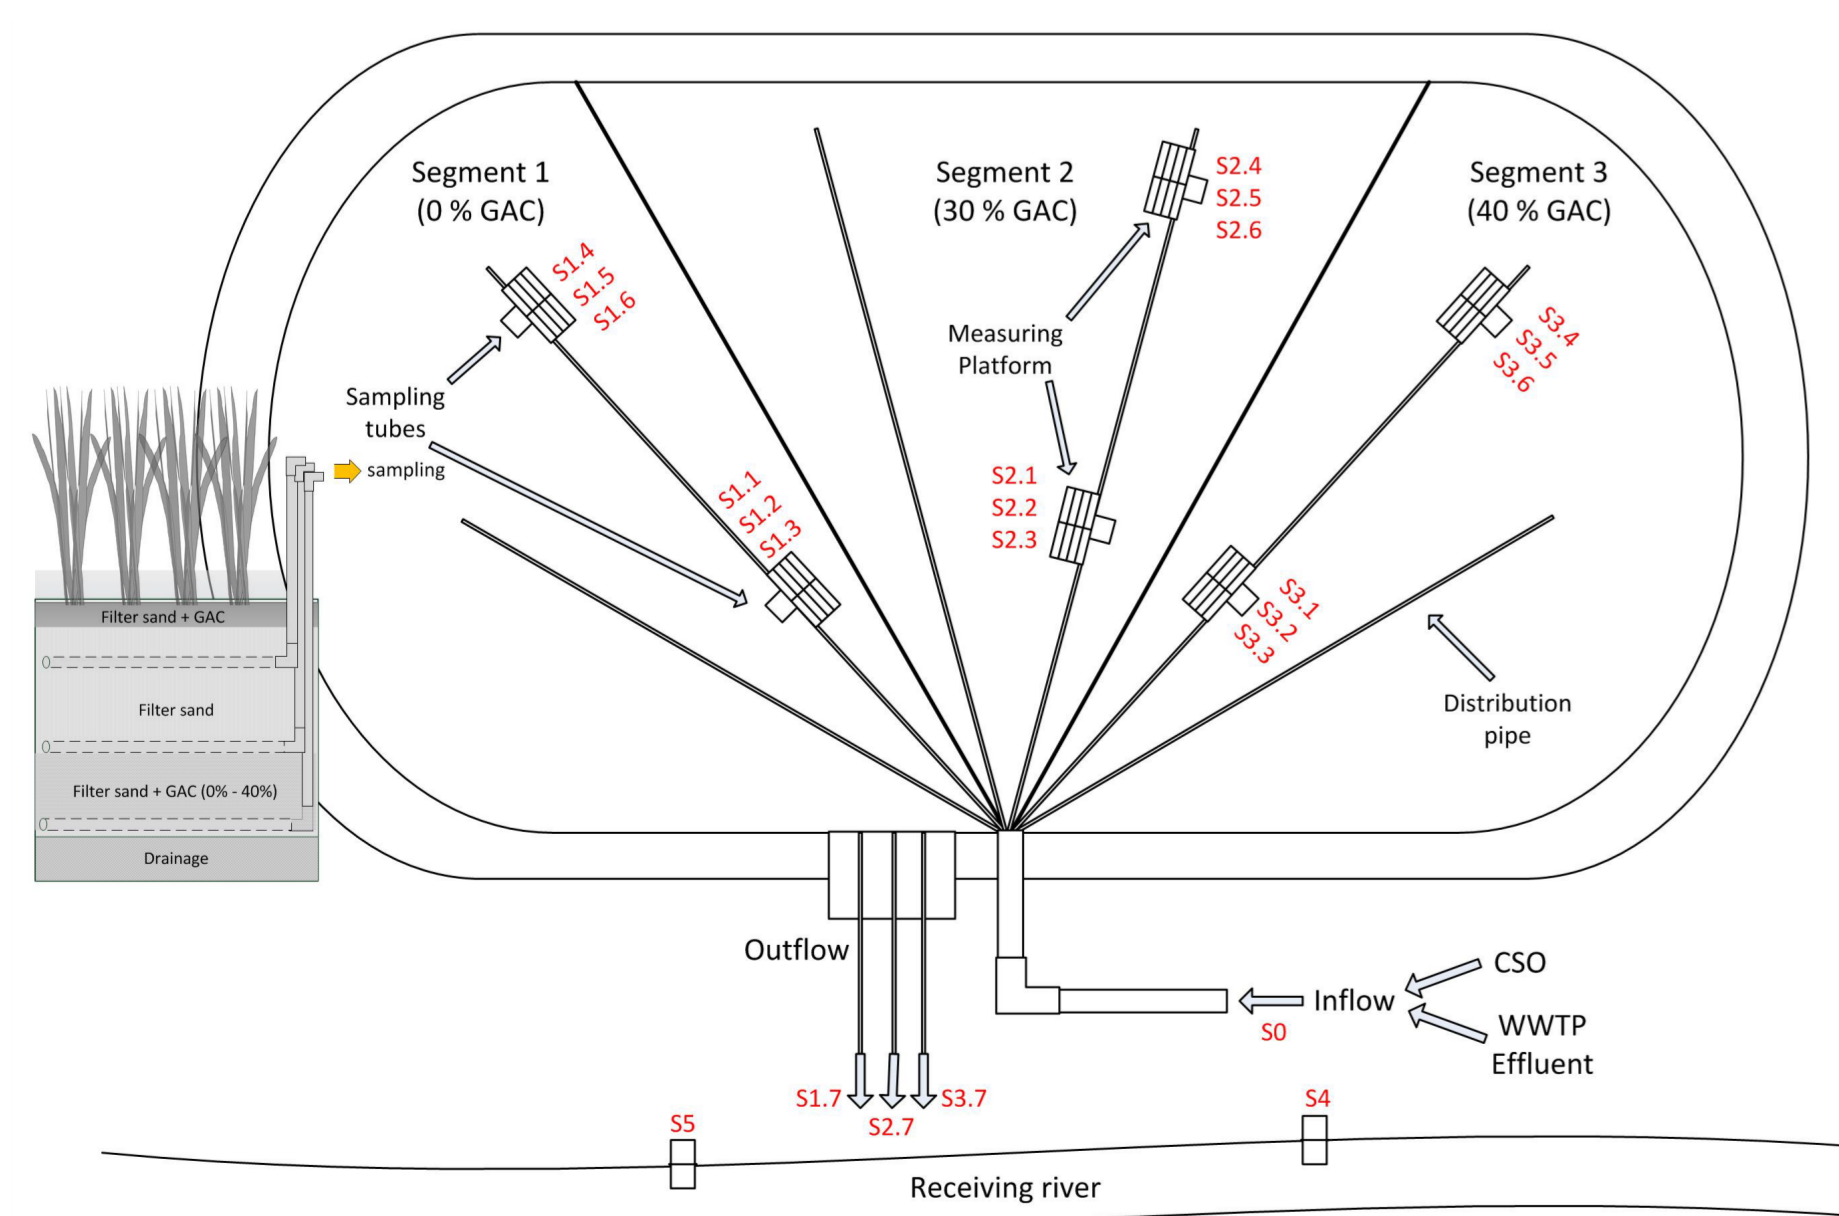 Segment 1
(0 % GAC)
Segment 2
(30 % GAC)
Segment 3
(40 % GAC)
S1.4
S1.5
S1.6
S2.4
S2.5
S2.6
S3.4
S3.5
S3.6
Measuring
Platform
Sampling
tubes
sampling
S1.1
S1.2
S1.3
S2.1
S2.2
S2.3
S3.1
S3.2
S3.3
Distribution
pipe
Filter sand + GAC
Filter sand
Filter sand + GAC (0% - 40%)
Drainage
Outflow
CSO
Inflow
S0
WWTP
Effluent
S1.7
S2.7
S3.7
S5
S4
Receiving river